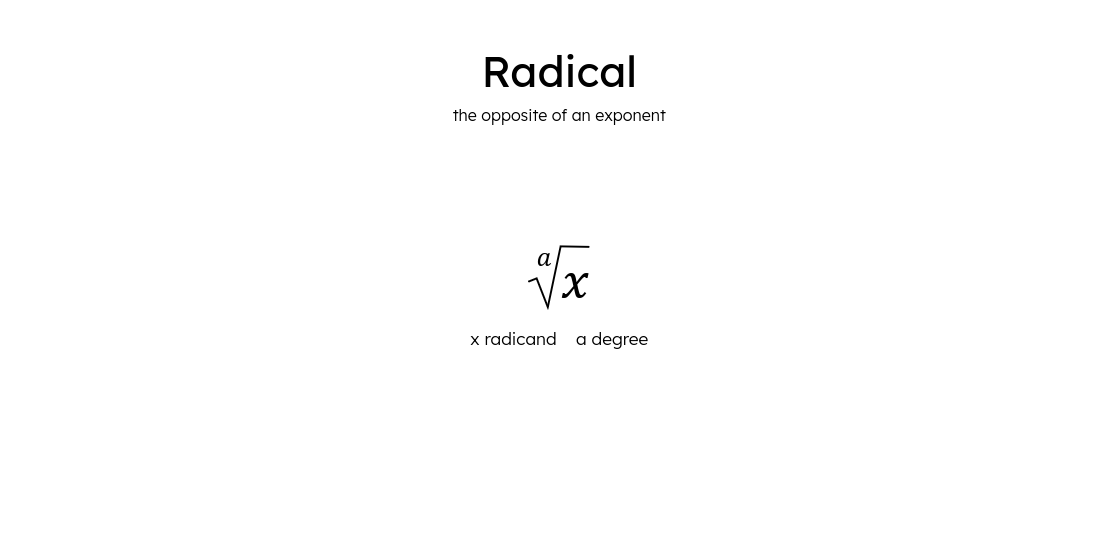 Radical
the opposite of an exponent
a√x
x radicand a degree